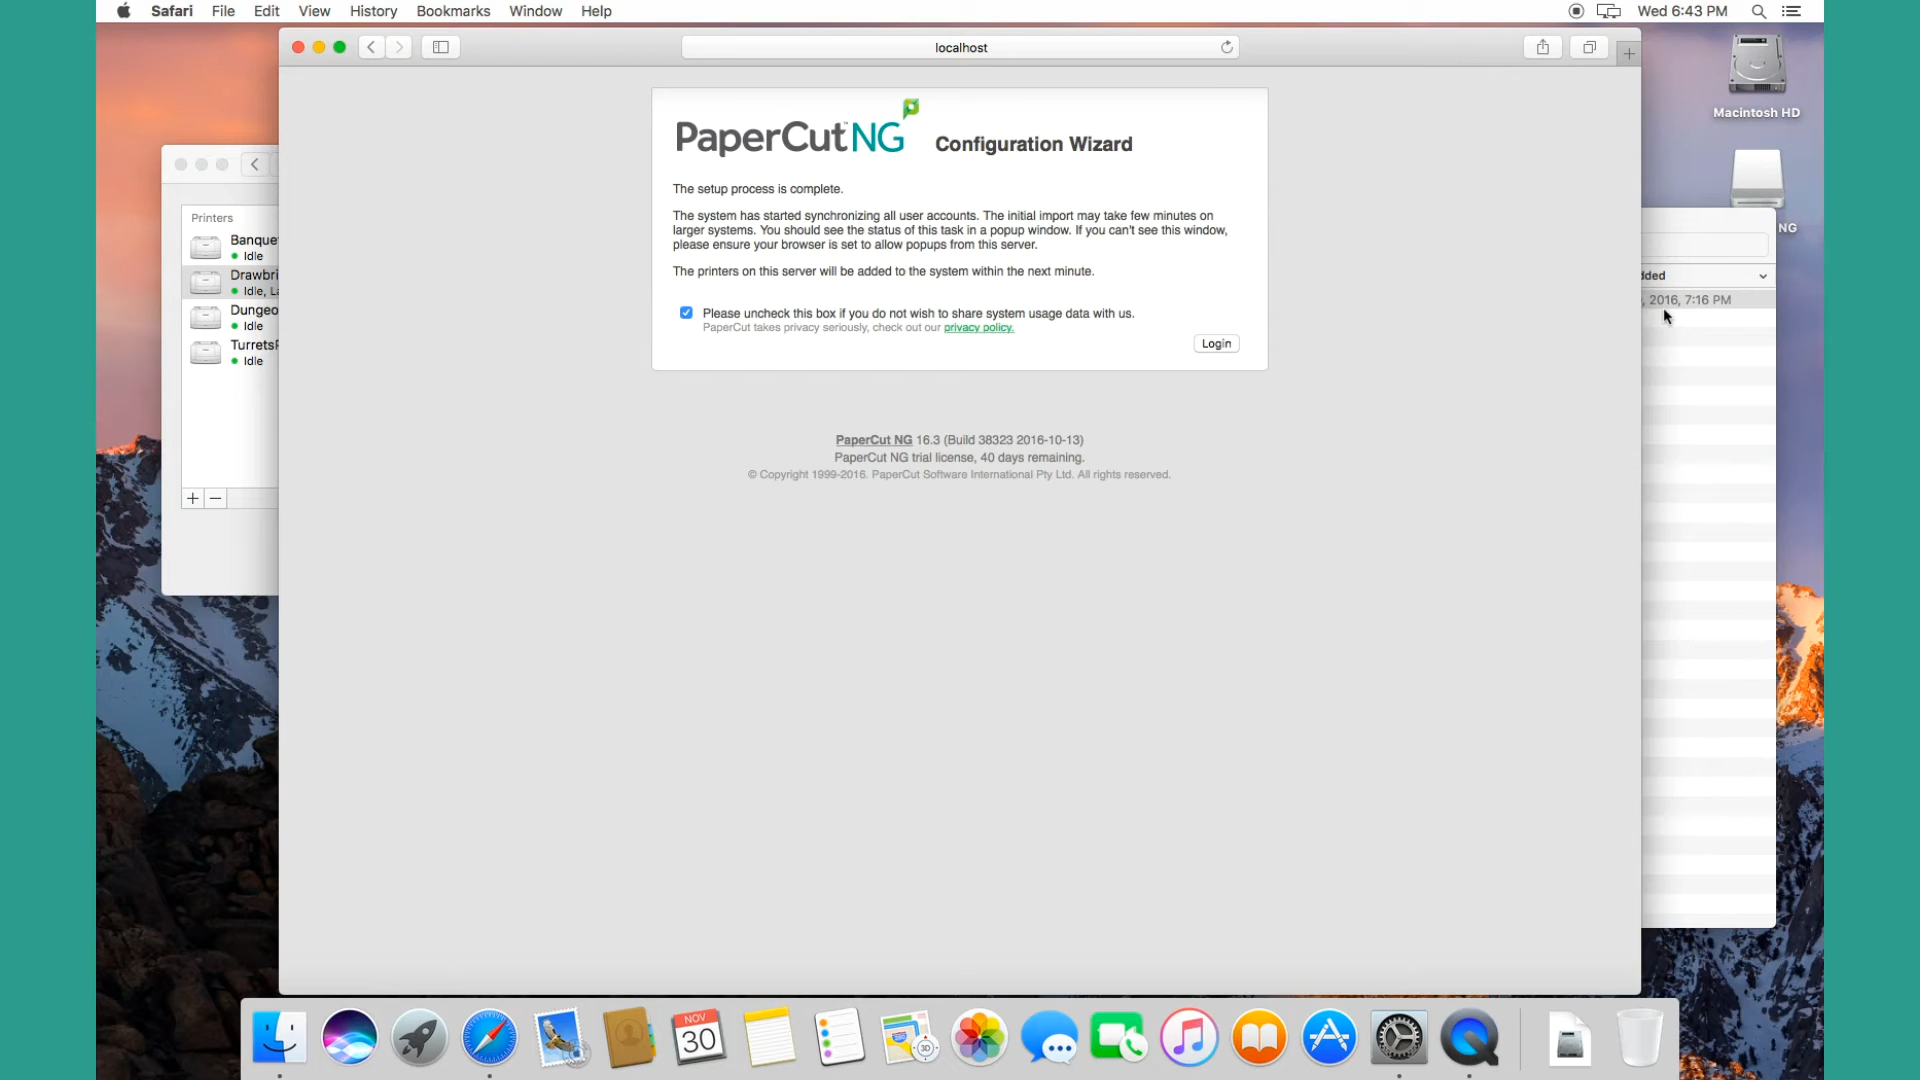 Safari File Edit View History Bookmarks Window Help
Wed 6:43 PM
localhost
Macintosh HD
NG
Printers
Idle
Idle,
Idle
Idle
2016, 7:16 PM
PaperCut™NG Configuration Wizard
The setup process is complete.
The system has started synchronizing all user accounts. The initial import may take few minutes on
larger systems. You should see the status of this task in a popup window. If you can't see this window,
please ensure your browser is set to allow popups from this server.
The printers on this server will be added to the system within the next minute.
Please uncheck this box if you do not wish to share system usage data with us.
PaperCut takes privacy seriously, check out our privacy policy.
Login
PaperCut NG 16.3 (Build 38323 2016-10-13)
PaperCut NG trial license, 40 days remaining.
© Copyright 1999-2016. PaperCut Software International Pty Ltd. All rights reserved.
NOV
30
3D